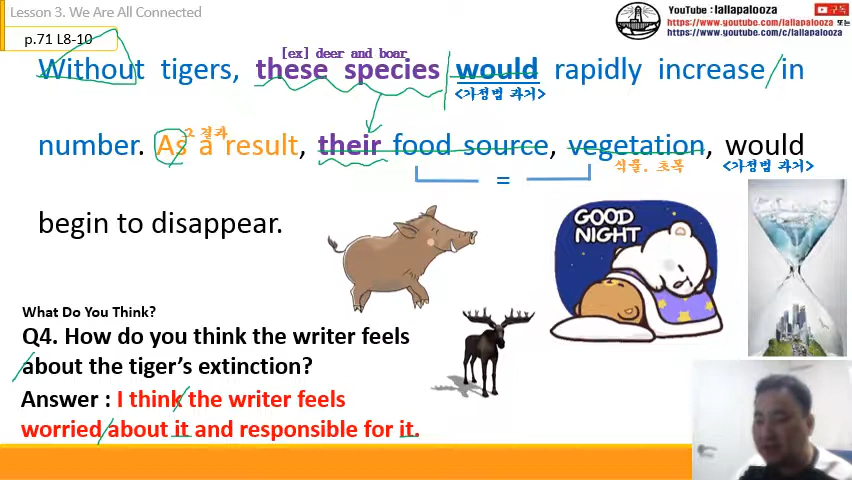 Lesson 3. We Are All Connected
p.71 L8-10
YouTube : lallapalooza 구독
https://www.youtube.com/lallapalooza 또는
https://www.youtube.com/c/lallapalooza
[ex] deer and boar
Without tigers, these species would rapidly increase / in
<가정법 과거>
2 결과
number. As a result, their food source, vegetation, would
식물. 초목 <가정법 과거>
=
begin to disappear.
GOOD
NIGHT
What Do You Think?
Q4. How do you think the writer feels
about the tiger's extinction?
Answer : I think the writer feels
worried about it and responsible for it.